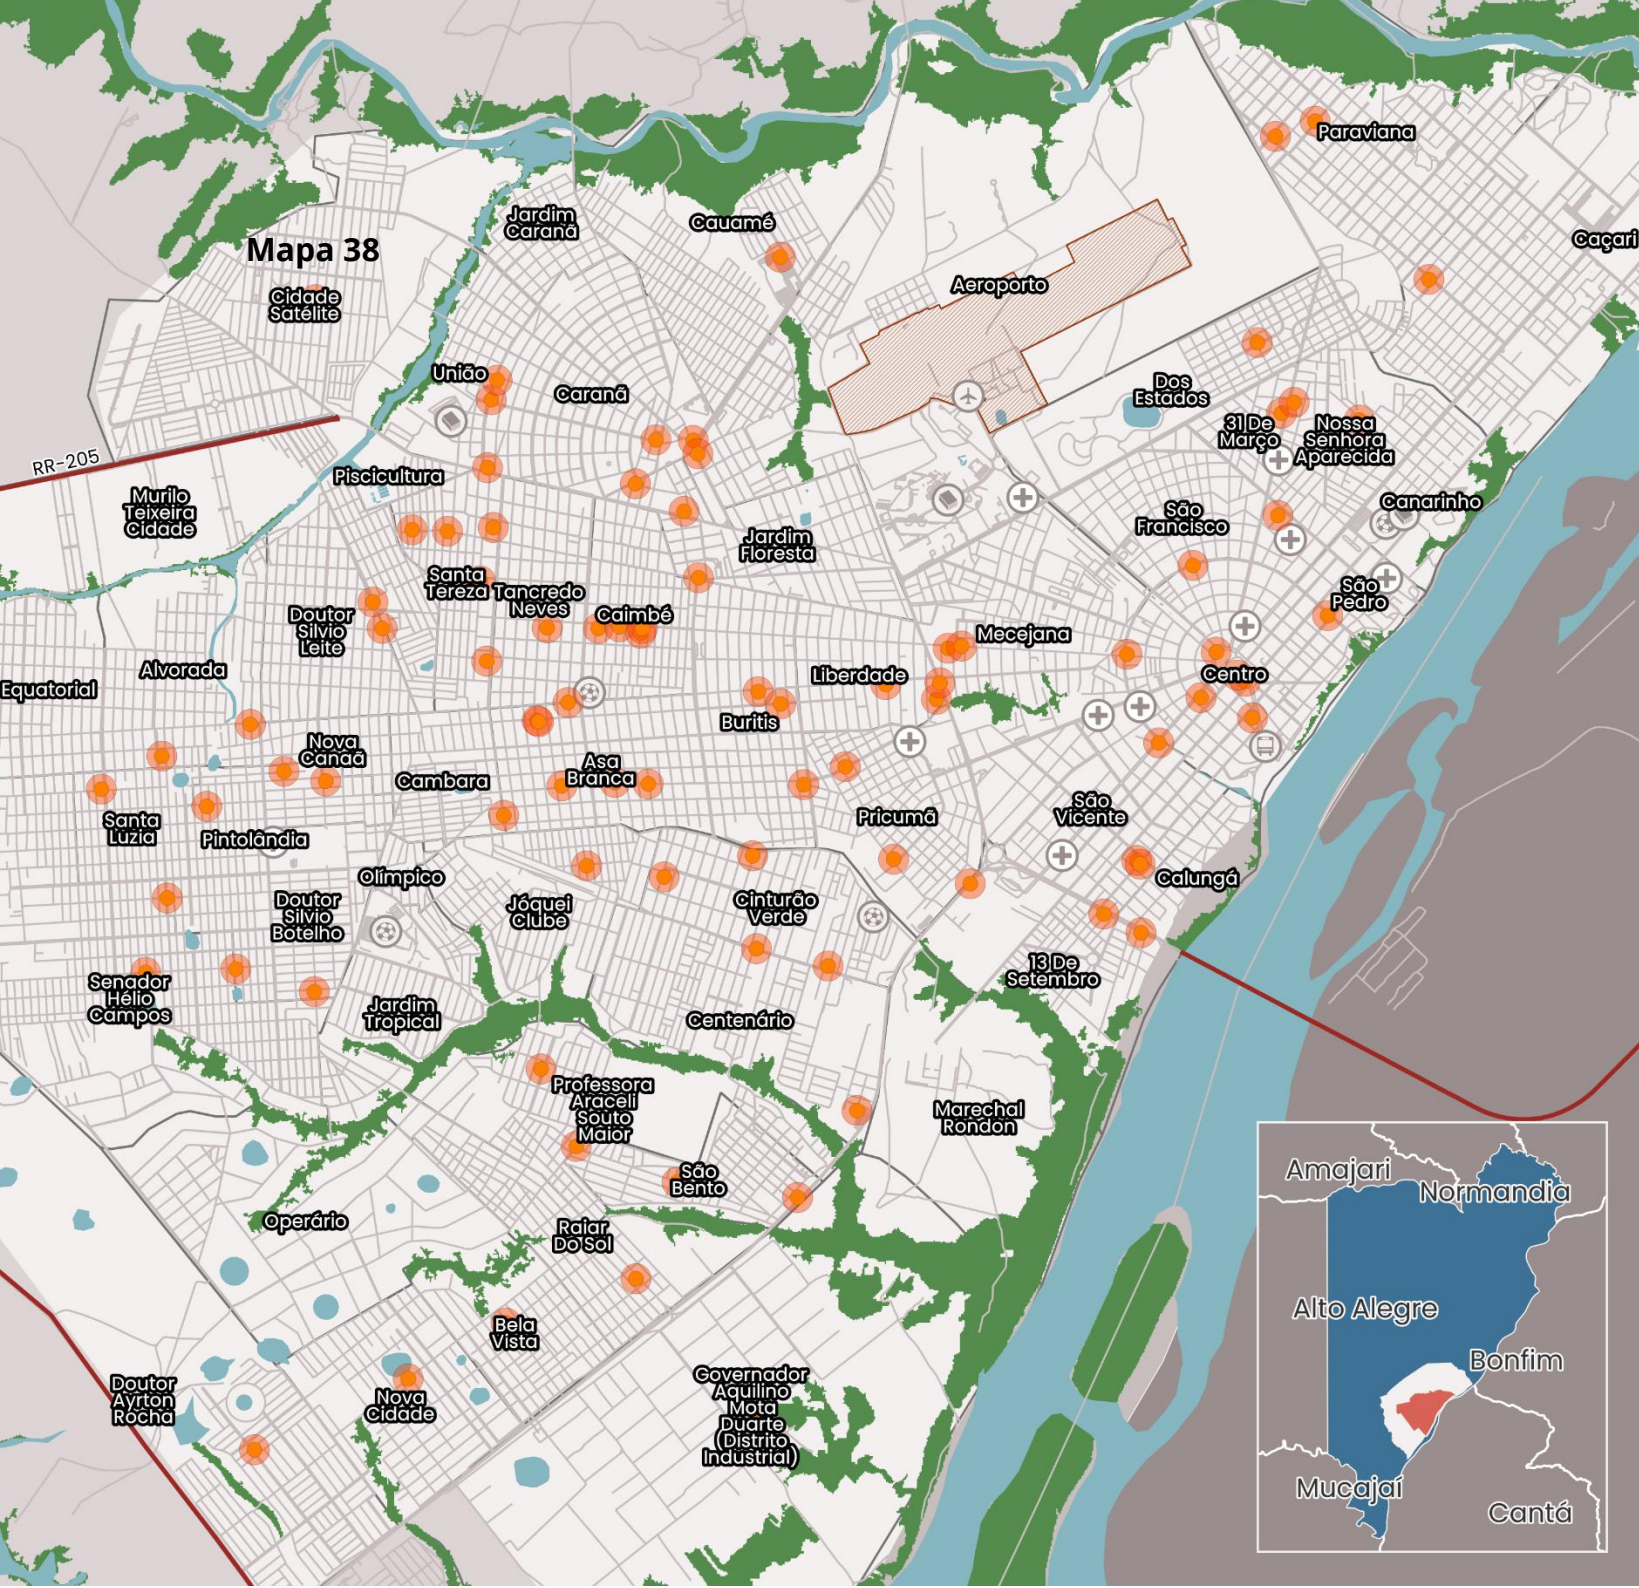 Paraviana
Jardim
Caranã
Cauamé
Caçari
Mapa 38
Aeroporto
Cidade
Satélite
União
Caranã
Dos
Estados
31 De
Março
Nossa
Senhora
Aparecida
RR-205
Piscicultura
Murilo
Teixeira
Cidade
Canarinho
São
Francisco
Jardim
Floresta
Santa
Tereza
Tancredo
Neves
São
Pedro
Doutor
Silvio
Leite
Caimbé
Mecejana
Alvorada
Liberdade
Centro
Equatorial
Buritis
Nova
Canaã
Asa
Branca
Cambara
Santa
Luzia
São
Vicente
Pricumã
Pintolândia
Olímpico
Calungá
Doutor
Silvio
Botelho
Jóquei
Clube
Cinturão
Verde
13 De
Setembro
Senador
Hélio
Campos
Jardim
Tropical
Centenário
Professora
Araceli
Souto
Maior
Marechal
Rondon
São
Bento
Operário
Raiar
Do Sol
Bela
Vista
Doutor
Ayrton
Rocha
Nova
Cidade
Governador
Aquilino
Mota
Duarte
(Distrito
Industrial)
Amajari
Normandia
Alto Alegre
Bonfim
Mucajaí
Cantá